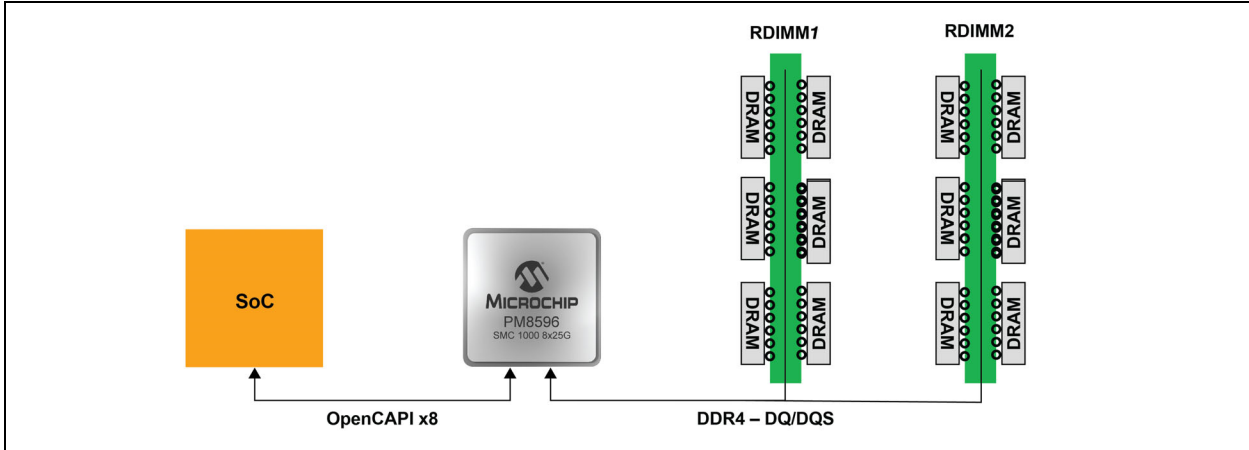 RDIMM1
RDIMM2
DRAM
DRAM
DRAM
DRAM
DRAM
DRAM
DRAM
DRAM
DRAM
DRAM
DRAM
DRAM
SoC
MICROCHIP
PM8596
SMC 1000 8x25G
OpenCAPI x8
DDR4 – DQ/DQS